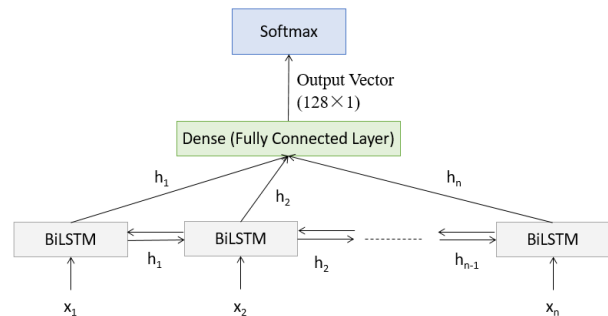 Softmax
Output Vector
(128×1)
Dense (Fully Connected Layer)
h₁
h₂
hₙ
BiLSTM
h₁
BiLSTM
h₂
hₙ₋₁
BiLSTM
x₁
x₂
xₙ